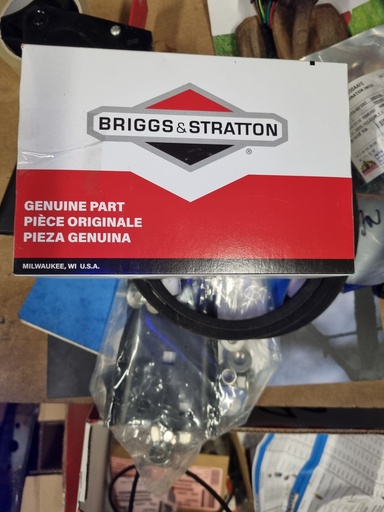 BRIGGS & STRATTON
®
GENUINE PART
PIÈCE ORIGINALE
PIEZA GENUINA
MILWAUKEE, WI U.S.A.